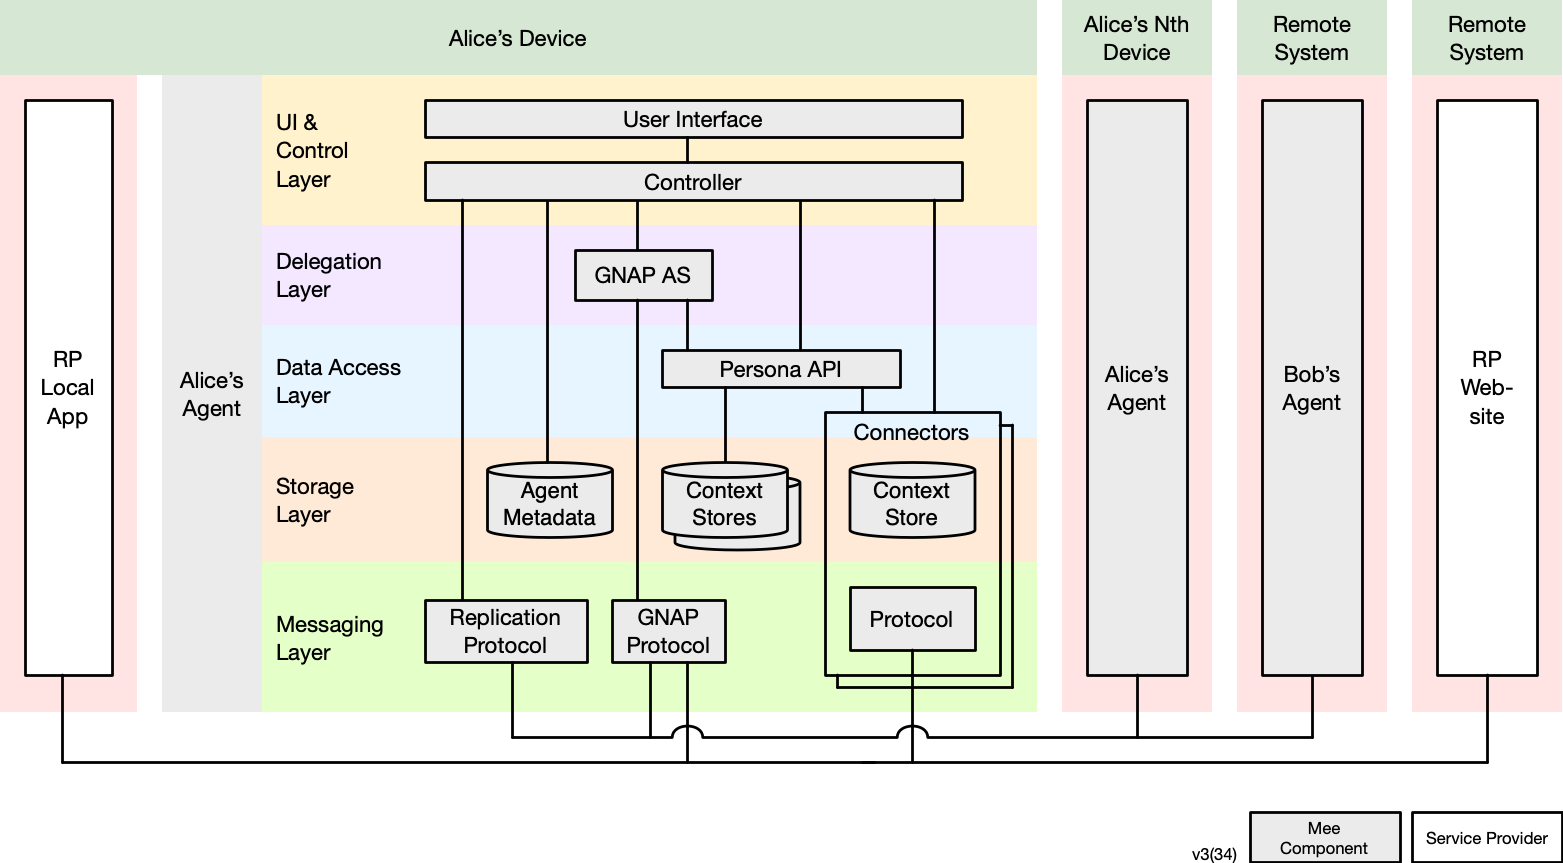 Alice's Device
Alice's Nth
Device
Remote
System
Remote
System
RP
Local
App
Alice's
Agent
UI &
Control
Layer
User Interface
Controller
Delegation
Layer
GNAP AS
Data Access
Layer
Persona API
Connectors
Storage
Layer
Agent
Metadata
Context
Stores
Context
Store
Messaging
Layer
Replication
Protocol
GNAP
Protocol
Protocol
Alice's
Agent
Bob's
Agent
RP
Web-
site
v3(34)
Mee
Component
Service Provider